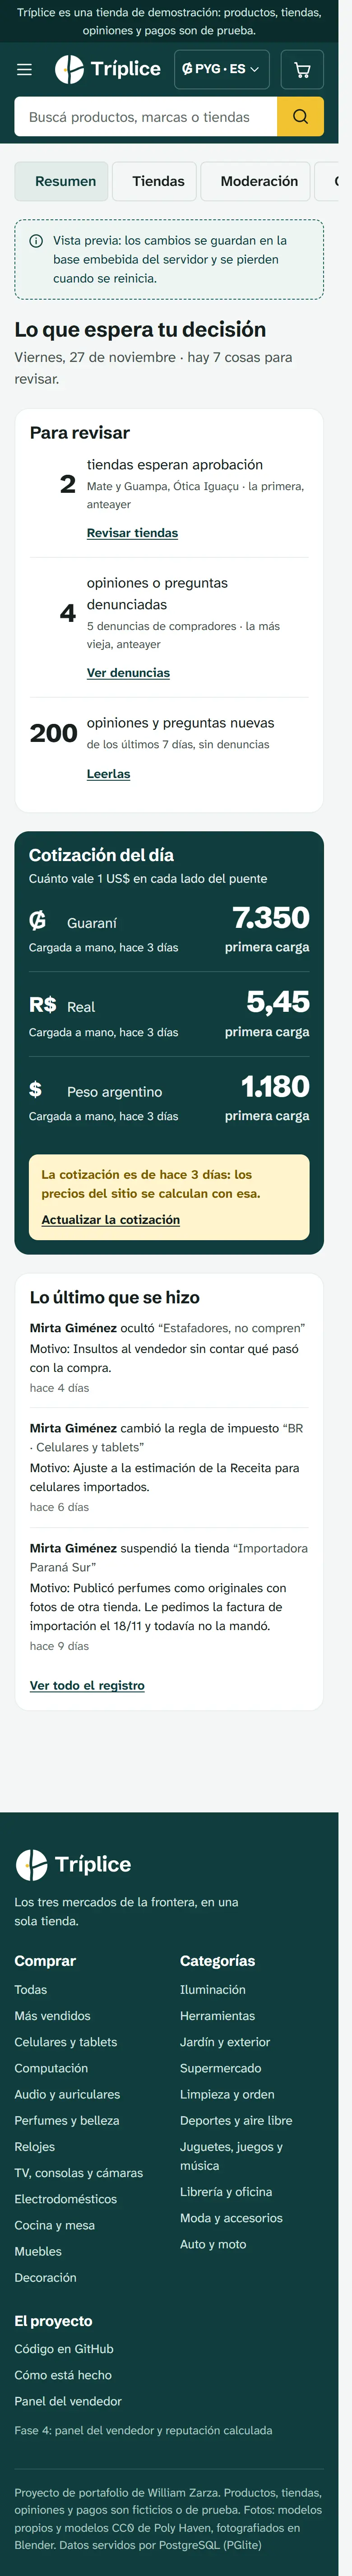 Tríplice es una tienda de demostración: productos, tiendas,
opiniones y pagos son de prueba.
Tríplice
₲ PYG · ES
Buscá productos, marcas o tiendas
Resumen
Tiendas
Moderación
Vista previa: los cambios se guardan en la
base embebida del servidor y se pierden
cuando se reinicia.
Lo que espera tu decisión
Viernes, 27 de noviembre · hay 7 cosas para
revisar.
Para revisar
2
tiendas esperan aprobación
Mate y Guampa, Ótica Iguaçu · la primera,
anteayer
Revisar tiendas
4
opiniones o preguntas
denunciadas
5 denuncias de compradores · la más
vieja, anteayer
Ver denuncias
200
opiniones y preguntas nuevas
de los últimos 7 días, sin denuncias
Leerlas
Cotización del día
Cuánto vale 1 US$ en cada lado del puente
₲ Guaraní 7.350
Cargada a mano, hace 3 días primera carga
R$ Real 5,45
Cargada a mano, hace 3 días primera carga
$ Peso argentino 1.180
Cargada a mano, hace 3 días primera carga
La cotización es de hace 3 días: los
precios del sitio se calculan con esa.
Actualizar la cotización
Lo último que se hizo
Mirta Giménez ocultó “Estafadores, no compren”
Motivo: Insultos al vendedor sin contar qué pasó
con la compra.
hace 4 días
Mirta Giménez cambió la regla de impuesto “BR
· Celulares y tablets”
Motivo: Ajuste a la estimación de la Receita para
celulares importados.
hace 6 días
Mirta Giménez suspendió la tienda “Importadora
Paraná Sur”
Motivo: Publicó perfumes como originales con
fotos de otra tienda. Le pedimos la factura de
importación el 18/11 y todavía no la mandó.
hace 9 días
Ver todo el registro
Tríplice
Los tres mercados de la frontera, en una
sola tienda.
Comprar
Todas
Más vendidos
Celulares y tablets
Computación
Audio y auriculares
Perfumes y belleza
Relojes
TV, consolas y cámaras
Electrodomésticos
Cocina y mesa
Muebles
Decoración
Categorías
Iluminación
Herramientas
Jardín y exterior
Supermercado
Limpieza y orden
Deportes y aire libre
Juguetes, juegos y
música
Librería y oficina
Moda y accesorios
Auto y moto
El proyecto
Código en GitHub
Cómo está hecho
Panel del vendedor
Fase 4: panel del vendedor y reputación calculada
Proyecto de portafolio de William Zarza. Productos, tiendas,
opiniones y pagos son ficticios o de prueba. Fotos: modelos
propios y modelos CC0 de Poly Haven, fotografiados en
Blender. Datos servidos por PostgreSQL (PGlite)